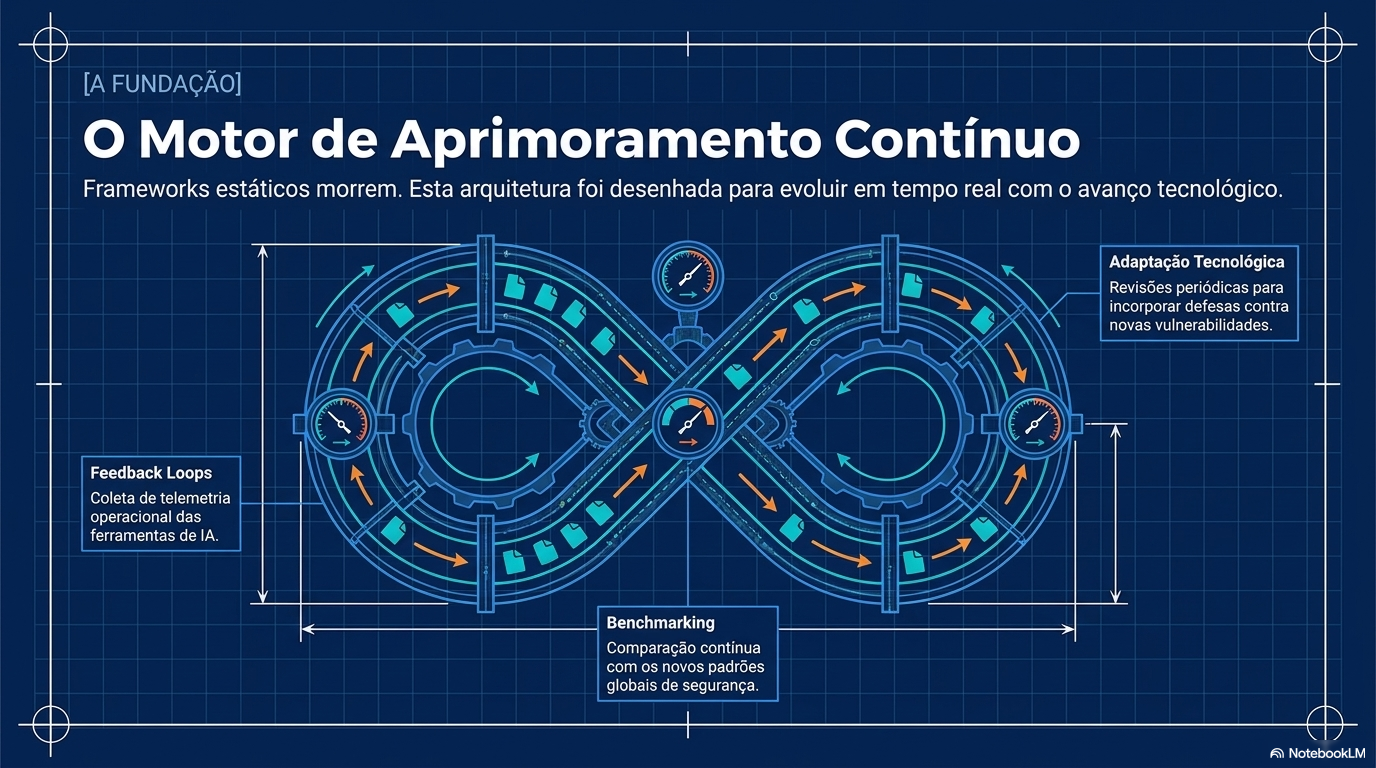 [A FUNDAÇÃO]
O Motor de Aprimoramento Contínuo
Frameworks estáticos morrem. Esta arquitetura foi desenhada para evoluir em tempo real com o avanço tecnológico.
Adaptação Tecnológica
Revisões periódicas para
incorporar defesas contra
novas vulnerabilidades.
Feedback Loops
Coleta de telemetria
operacional das
ferramentas de IA.
Benchmarking
Comparação contínua
com os novos padrões
globais de segurança.
NotebookLM